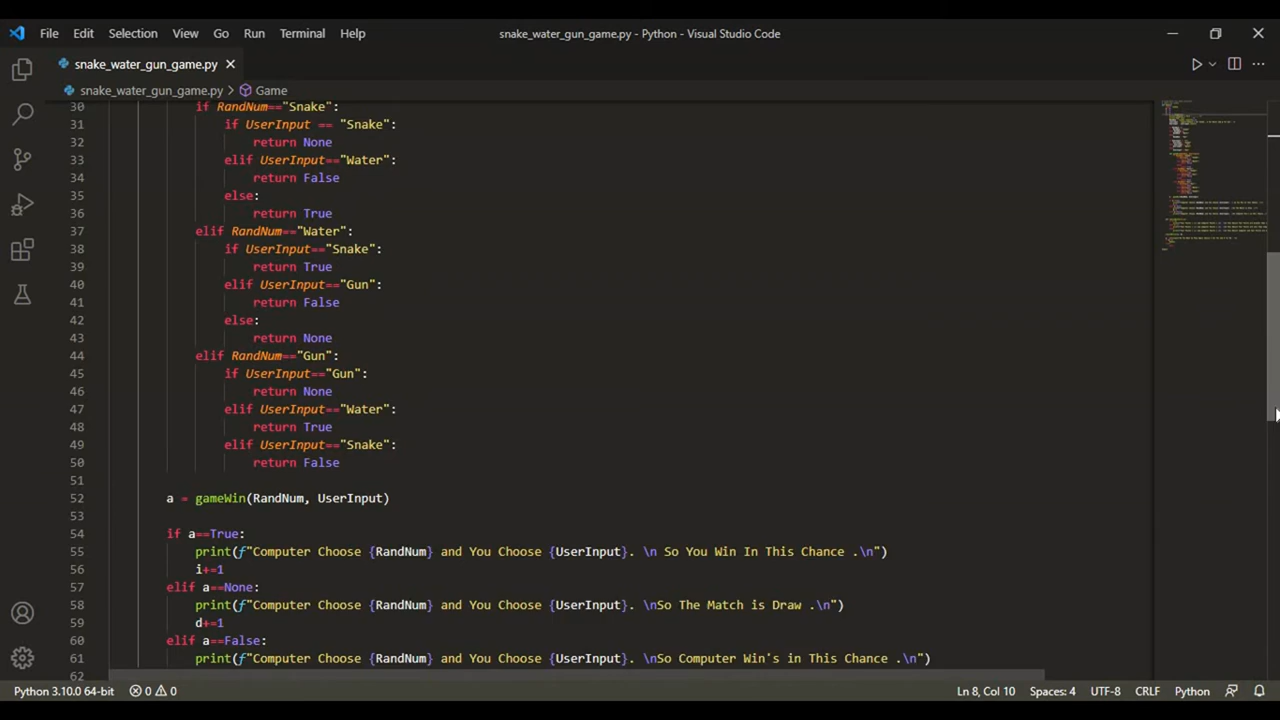 File Edit Selection View Go Run Terminal Help snake_water_gun_game.py - Python - Visual Studio Code
snake_water_gun_game.py
snake_water_gun_game.py > Game
30 if RandNum=="Snake":
31 if UserInput == "Snake":
32 return None
33 elif UserInput=="Water":
34 return False
35 else:
36 return True
37 elif RandNum=="Water":
38 if UserInput=="Snake":
39 return True
40 elif UserInput=="Gun":
41 return False
42 else:
43 return None
44 elif RandNum=="Gun":
45 if UserInput=="Gun":
46 return None
47 elif UserInput=="Water":
48 return True
49 elif UserInput=="Snake":
50 return False
51
52 a = gameWin(RandNum, UserInput)
53
54 if a==True:
55 print(f"Computer Choose {RandNum} and You Choose {UserInput}. \n So You Win In This Chance .\n")
56 i+=1
57 elif a==None:
58 print(f"Computer Choose {RandNum} and You Choose {UserInput}. \nSo The Match is Draw .\n")
59 d+=1
60 elif a==False:
61 print(f"Computer Choose {RandNum} and You Choose {UserInput}. \nSo Computer Win's in This Chance .\n")
62
Python 3.10.0 64-bit 0 0 Ln 8, Col 10 Spaces: 4 UTF-8 CRLF Python